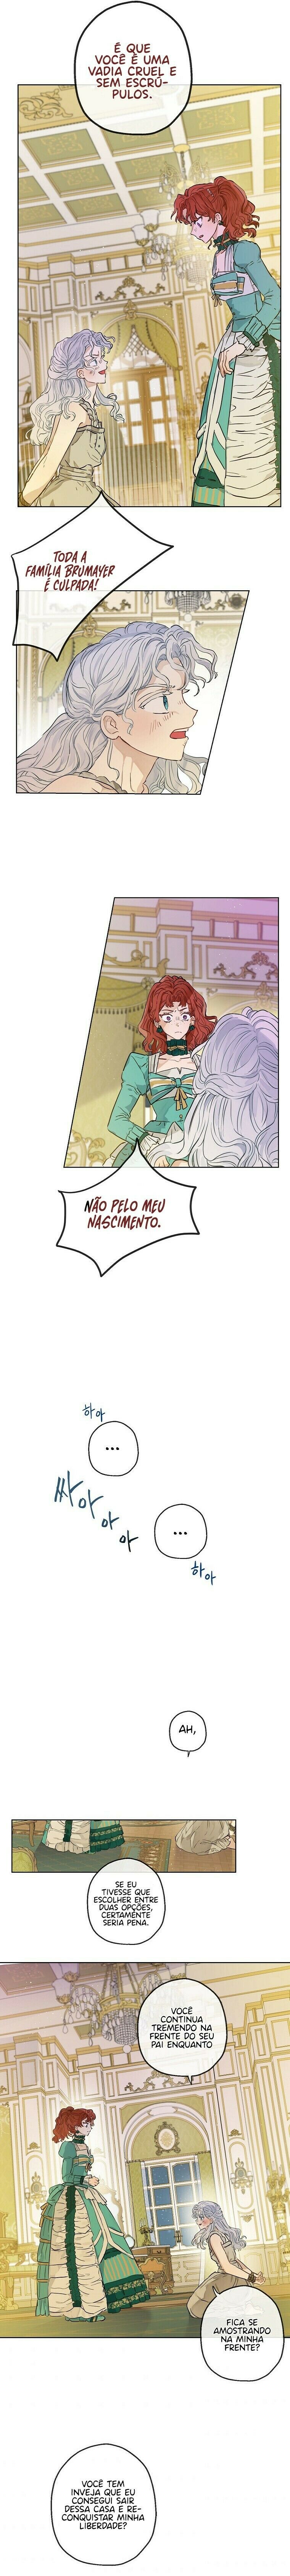 É QUE
VOCÊ É UMA
VADIA CRUEL E
SEM ESCRÚ-
PULOS.
TODA A
FAMÍLIA BRUMAYER
É CULPADA!
NÃO PELO MEU
NASCIMENTO.
하아
...
싸아
아
아
...
하아
AH,
SE EU
TIVESSE QUE
ESCOLHER ENTRE
DUAS OPÇÕES,
CERTAMENTE
SERIA PENA.
VOCÊ
CONTINUA
TREMENDO NA
FRENTE DO SEU
PAI ENQUANTO
FICA SE
AMOSTRANDO
NA MINHA
FRENTE?
VOCÊ TEM
INVEJA QUE EU
CONSEGUI SAIR
DESSA CASA E RE-
CONQUISTAR MINHA
LIBERDADE?